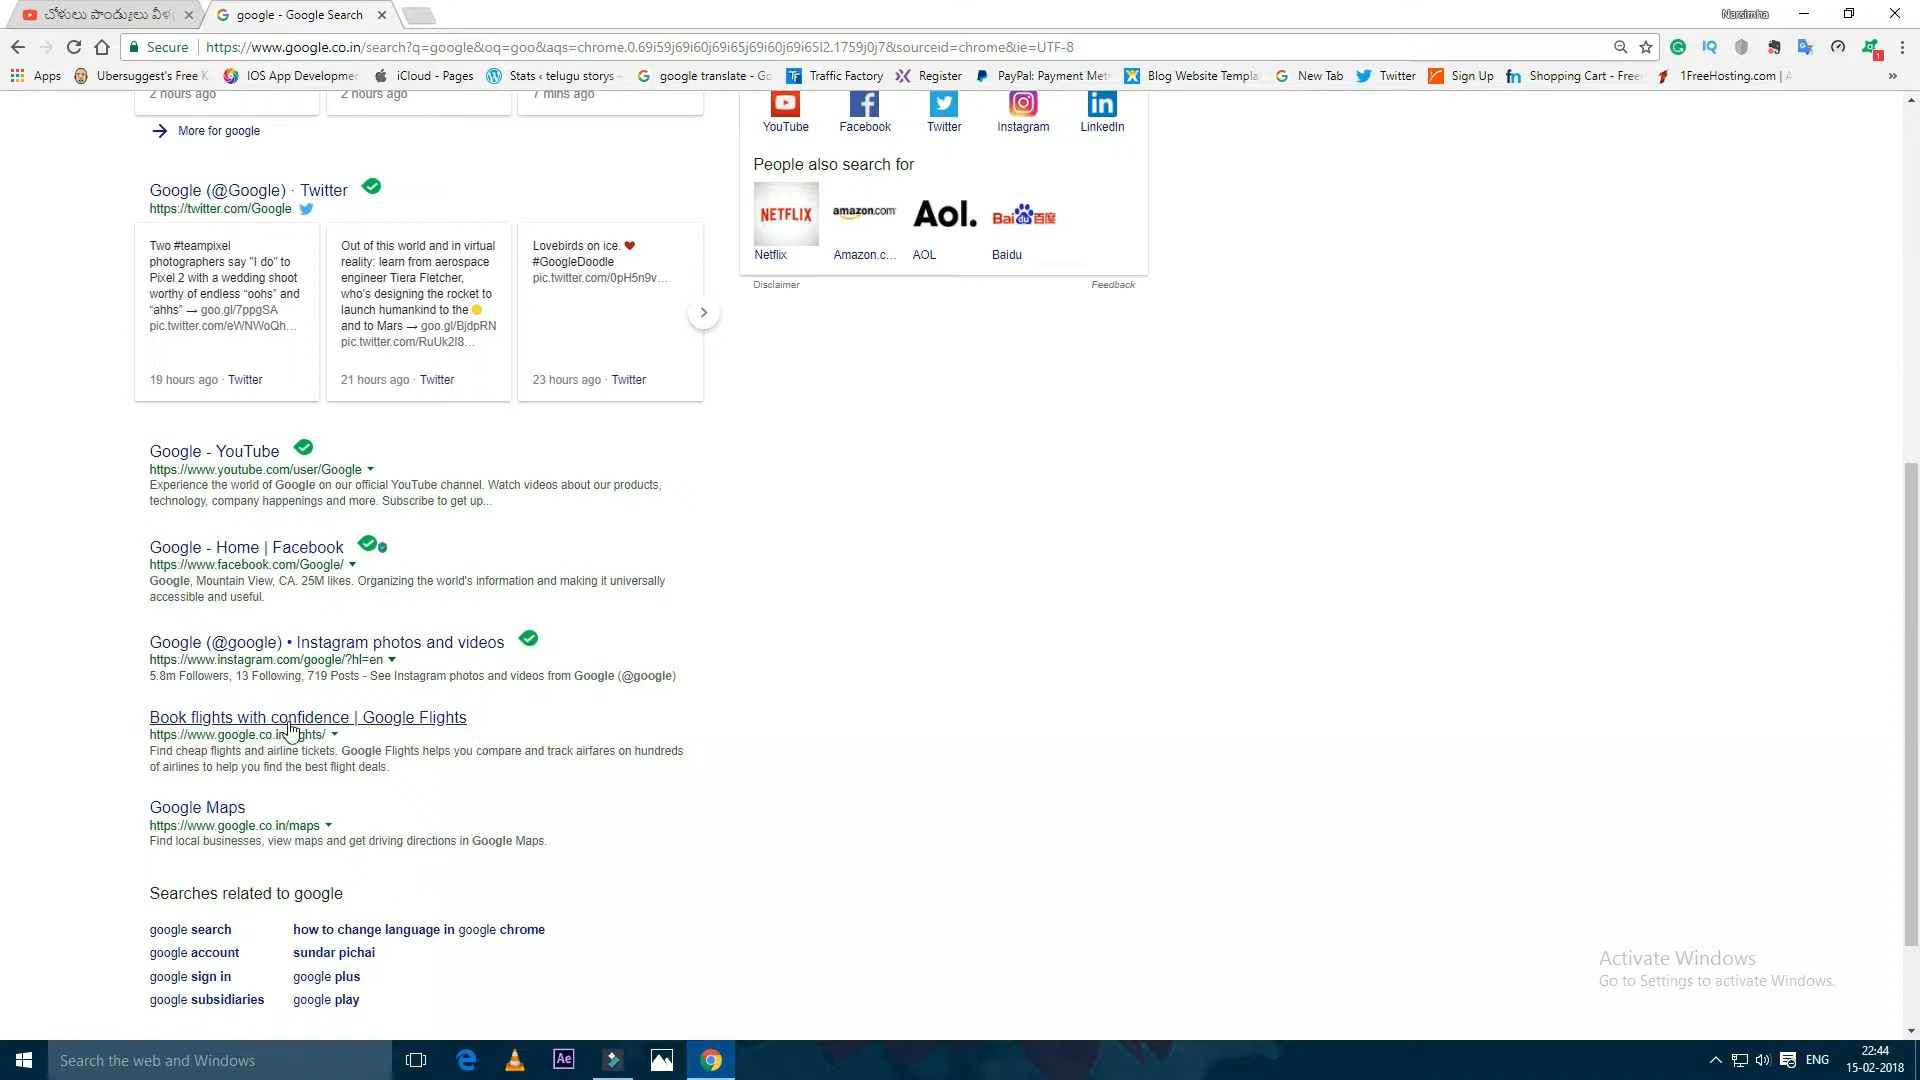 చోళులు పాండ్యులు వీళ
google - Google Search
Narsimha
Secure
https://www.google.co.in/search?q=google&oq=goo&aqs=chrome.0.69i59j69i60j69i65j69i60j69i65l2.1759j0j7&sourceid=chrome&ie=UTF-8
Apps
Ubersuggest's Free K
IOS App Developmen
iCloud - Pages
Stats ‹ telugu storys –
google translate - Go
Traffic Factory
Register
PayPal: Payment Met
Blog Website Templa
New Tab
Twitter
Sign Up
Shopping Cart - Free
1FreeHosting.com | A
2 hours ago
2 hours ago
7 mins ago
More for google
YouTube
Facebook
Twitter
Instagram
LinkedIn
People also search for
NETFLIX
amazon.com
Aol.
Bai du 百度
Netflix
Amazon.c...
AOL
Baidu
Disclaimer
Feedback
Google (@Google) · Twitter
https://twitter.com/Google
Two #teampixel
photographers say "I do" to
Pixel 2 with a wedding shoot
worthy of endless “oohs” and
“ahhs” → goo.gl/7ppgSA
pic.twitter.com/eWNWoQh…
19 hours ago · Twitter
Out of this world and in virtual
reality: learn from aerospace
engineer Tiera Fletcher,
who's designing the rocket to
launch humankind to the
and to Mars → goo.gl/BjdpRN
pic.twitter.com/RuUk2I8…
21 hours ago · Twitter
Lovebirds on ice.
#GoogleDoodle
pic.twitter.com/0pH5n9v…
23 hours ago · Twitter
Google - YouTube
https://www.youtube.com/user/Google
Experience the world of Google on our official YouTube channel. Watch videos about our products,
technology, company happenings and more. Subscribe to get up...
Google - Home | Facebook
https://www.facebook.com/Google/
Google, Mountain View, CA. 25M likes. Organizing the world's information and making it universally
accessible and useful.
Google (@google) • Instagram photos and videos
https://www.instagram.com/google/?hl=en
5.8m Followers, 13 Following, 719 Posts - See Instagram photos and videos from Google (@google)
Book flights with confidence | Google Flights
https://www.google.co.in ghts/
Find cheap flights and airline tickets. Google Flights helps you compare and track airfares on hundreds
of airlines to help you find the best flight deals.
Google Maps
https://www.google.co.in/maps
Find local businesses, view maps and get driving directions in Google Maps.
Searches related to google
google search
how to change language in google chrome
google account
sundar pichai
google sign in
google plus
google subsidiaries
google play
Activate Windows
Go to Settings to activate Windows.
Search the web and Windows
Ae
ENG
22:44
15-02-2018